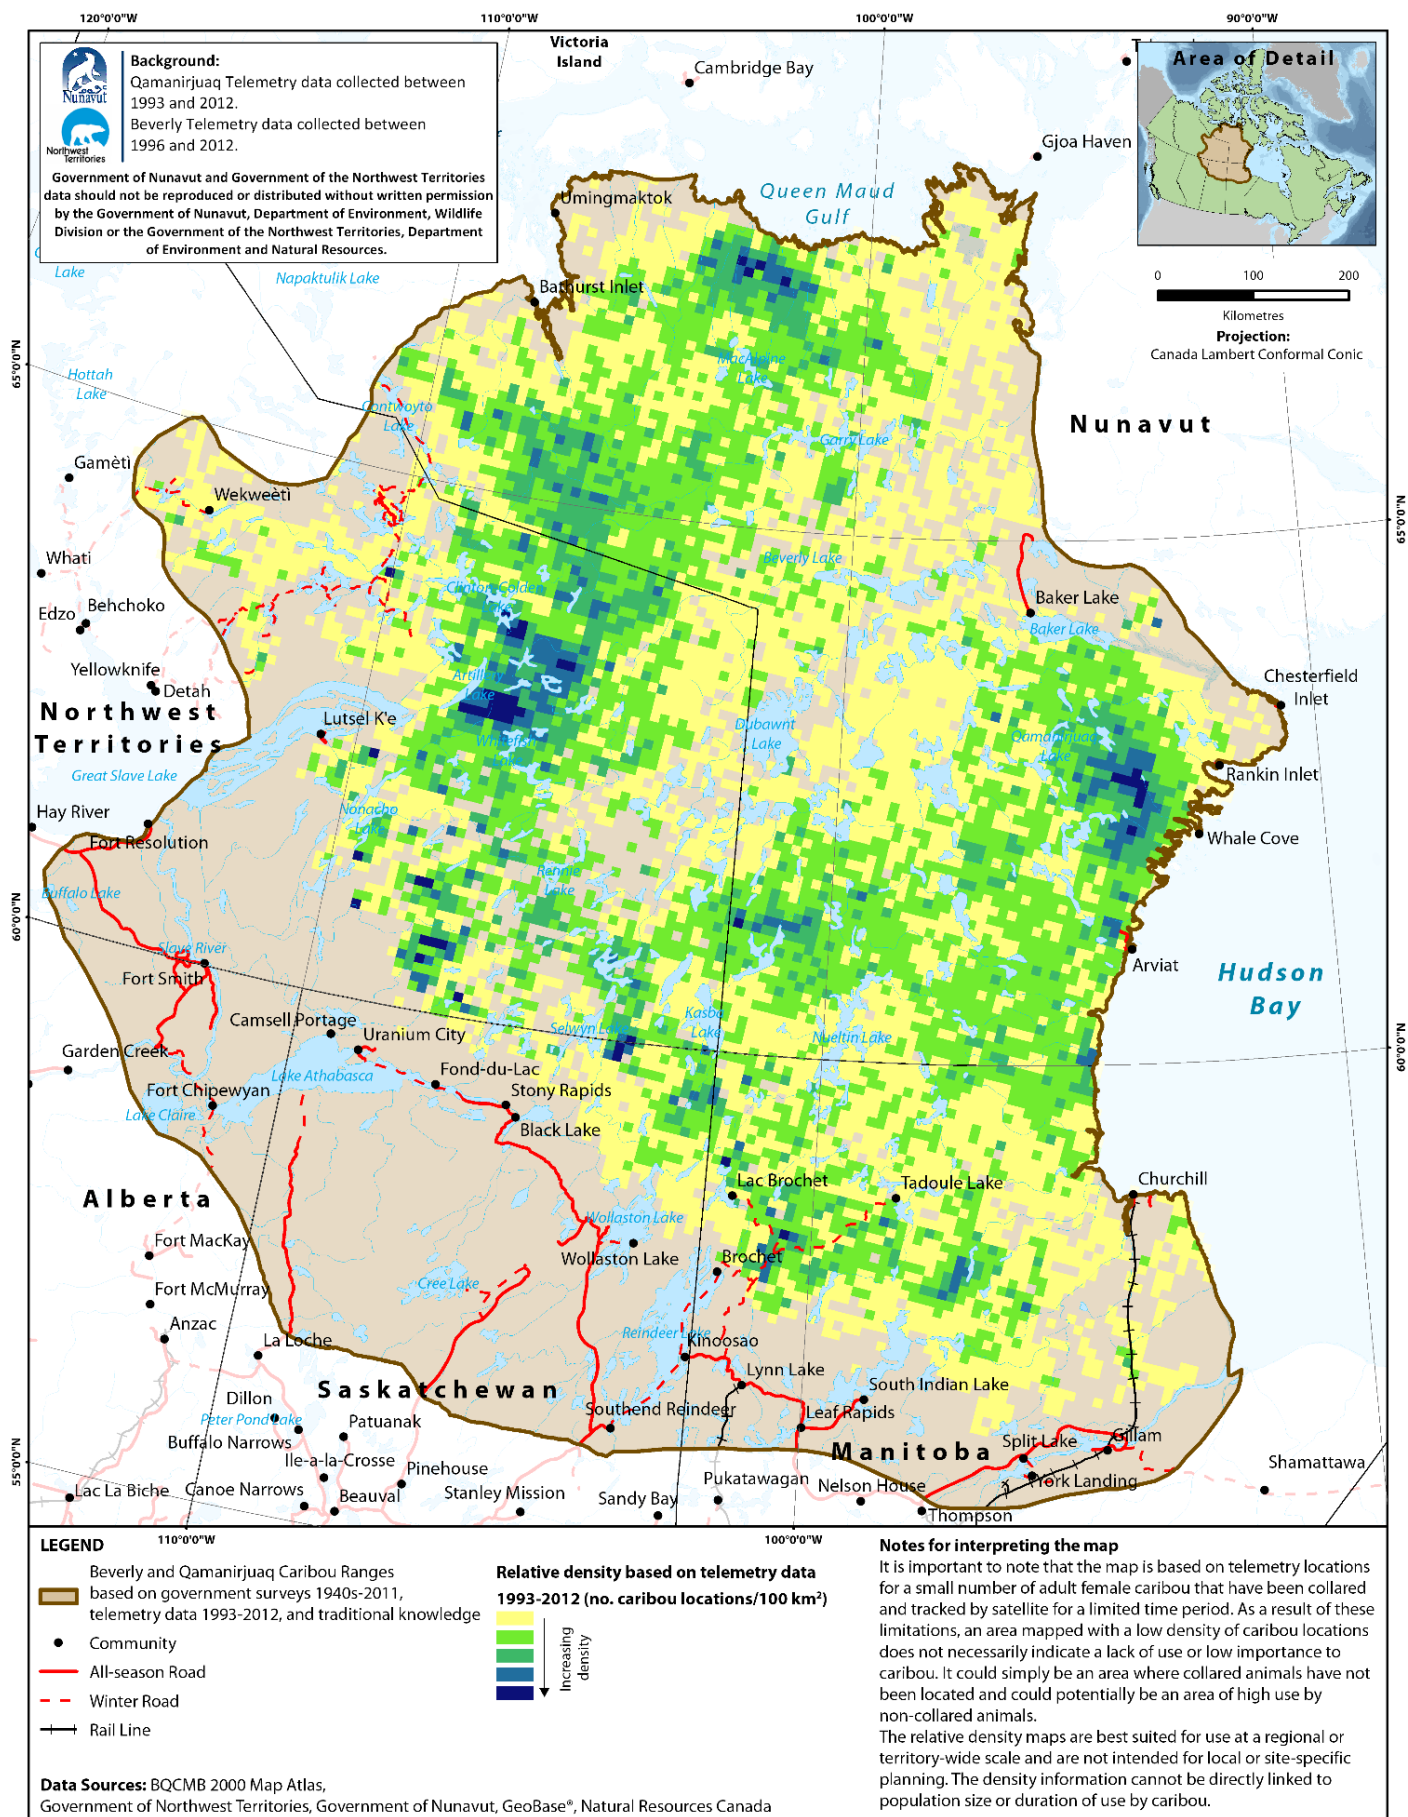 120°0'0"W
110°0'0"W
100°0'0"W
90°0'0"W
Nunavut
Northwest
Territories
Background:
Qamanirjuaq Telemetry data collected between
1993 and 2012.
Beverly Telemetry data collected between
1996 and 2012.
Government of Nunavut and Government of the Northwest Territories
data should not be reproduced or distributed without written permission
by the Government of Nunavut, Department of Environment, Wildlife
Division or the Government of the Northwest Territories, Department
of Environment and Natural Resources.
Victoria
Island
Cambridge Bay
Gjoa Haven
T
Area of Detail
0 100 200
Kilometres
Projection:
Canada Lambert Conformal Conic
Lake
Napaktulik Lake
Umingmaktok
Queen Maud
Gulf
Bathurst Inlet
65°0'0"N
Hottah
Lake
MacAlpine
Lake
Contwoyto
Lake
Garry Lake
Nunavut
Gamètì
Wekweètì
65°0'0"N
Whati
Beverly Lake
Clinton-Colden
Lake
Edzo
Behchoko
Baker Lake
Baker Lake
Yellowknife
Detah
Artillery
Lake
Chesterfield
Inlet
Northwest
Territories
Lutsel K'e
Dubawnt
Lake
Qamanirjuaq
Lake
Whitefish
Lake
Great Slave Lake
Rankin Inlet
Hay River
Nonacho
Lake
Whale Cove
Fort Resolution
Buffalo Lake
Rennie
Lake
60°0'0"N
Slave River
Fort Smith
Arviat
Hudson
Bay
Camsell Portage
Uranium City
Selwyn Lake
Kasba
Lake
Nueltin Lake
60°0'0"N
Garden Creek
Fond-du-Lac
Lake Athabasca
Fort Chipewyan
Stony Rapids
Lake Claire
Black Lake
Alberta
Lac Brochet
Tadoule Lake
Churchill
Wollaston Lake
Fort MacKay
Wollaston Lake
Brochet
Fort McMurray
Cree Lake
Anzac
Reindeer Lake
Kinoosao
La Loche
Lynn Lake
Saskatchewan
South Indian Lake
Dillon
Peter Pond Lake
Patuanak
Southend Reindeer
Leaf Rapids
Buffalo Narrows
Manitoba
Split Lake
Gillam
Ile-a-la-Crosse
Pinehouse
Shamattawa
55°0'0"N
Lac La Biche
Canoe Narrows
Beauval
Stanley Mission
Sandy Bay
Pukatawagan
Nelson House
York Landing
Thompson
110°0'0"W
100°0'0"W
LEGEND
Beverly and Qamanirjuaq Caribou Ranges
based on government surveys 1940s-2011,
telemetry data 1993-2012, and traditional knowledge
Community
All-season Road
Winter Road
Rail Line
Relative density based on telemetry data
1993-2012 (no. caribou locations/100 km²)
Increasing
density
Notes for interpreting the map
It is important to note that the map is based on telemetry locations
for a small number of adult female caribou that have been collared
and tracked by satellite for a limited time period. As a result of these
limitations, an area mapped with a low density of caribou locations
does not necessarily indicate a lack of use or low importance to
caribou. It could simply be an area where collared animals have not
been located and could potentially be an area of high use by
non-collared animals.
The relative density maps are best suited for use at a regional or
territory-wide scale and are not intended for local or site-specific
planning. The density information cannot be directly linked to
population size or duration of use by caribou.
Data Sources: BQCMB 2000 Map Atlas,
Government of Northwest Territories, Government of Nunavut, GeoBase®, Natural Resources Canada